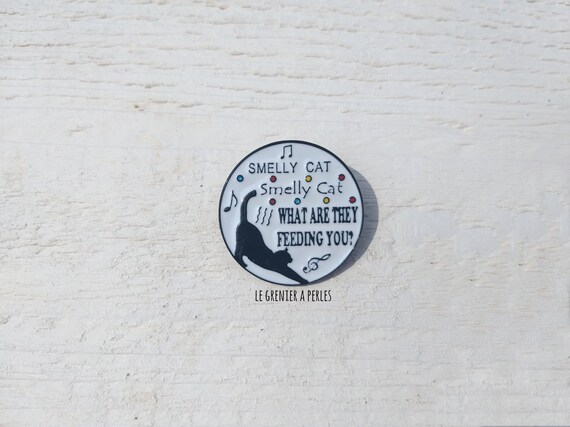 SMELLY CAT
Smelly Cat
WHAT ARE THEY
FEEDING YOU?
LE GRENIER A PERLES